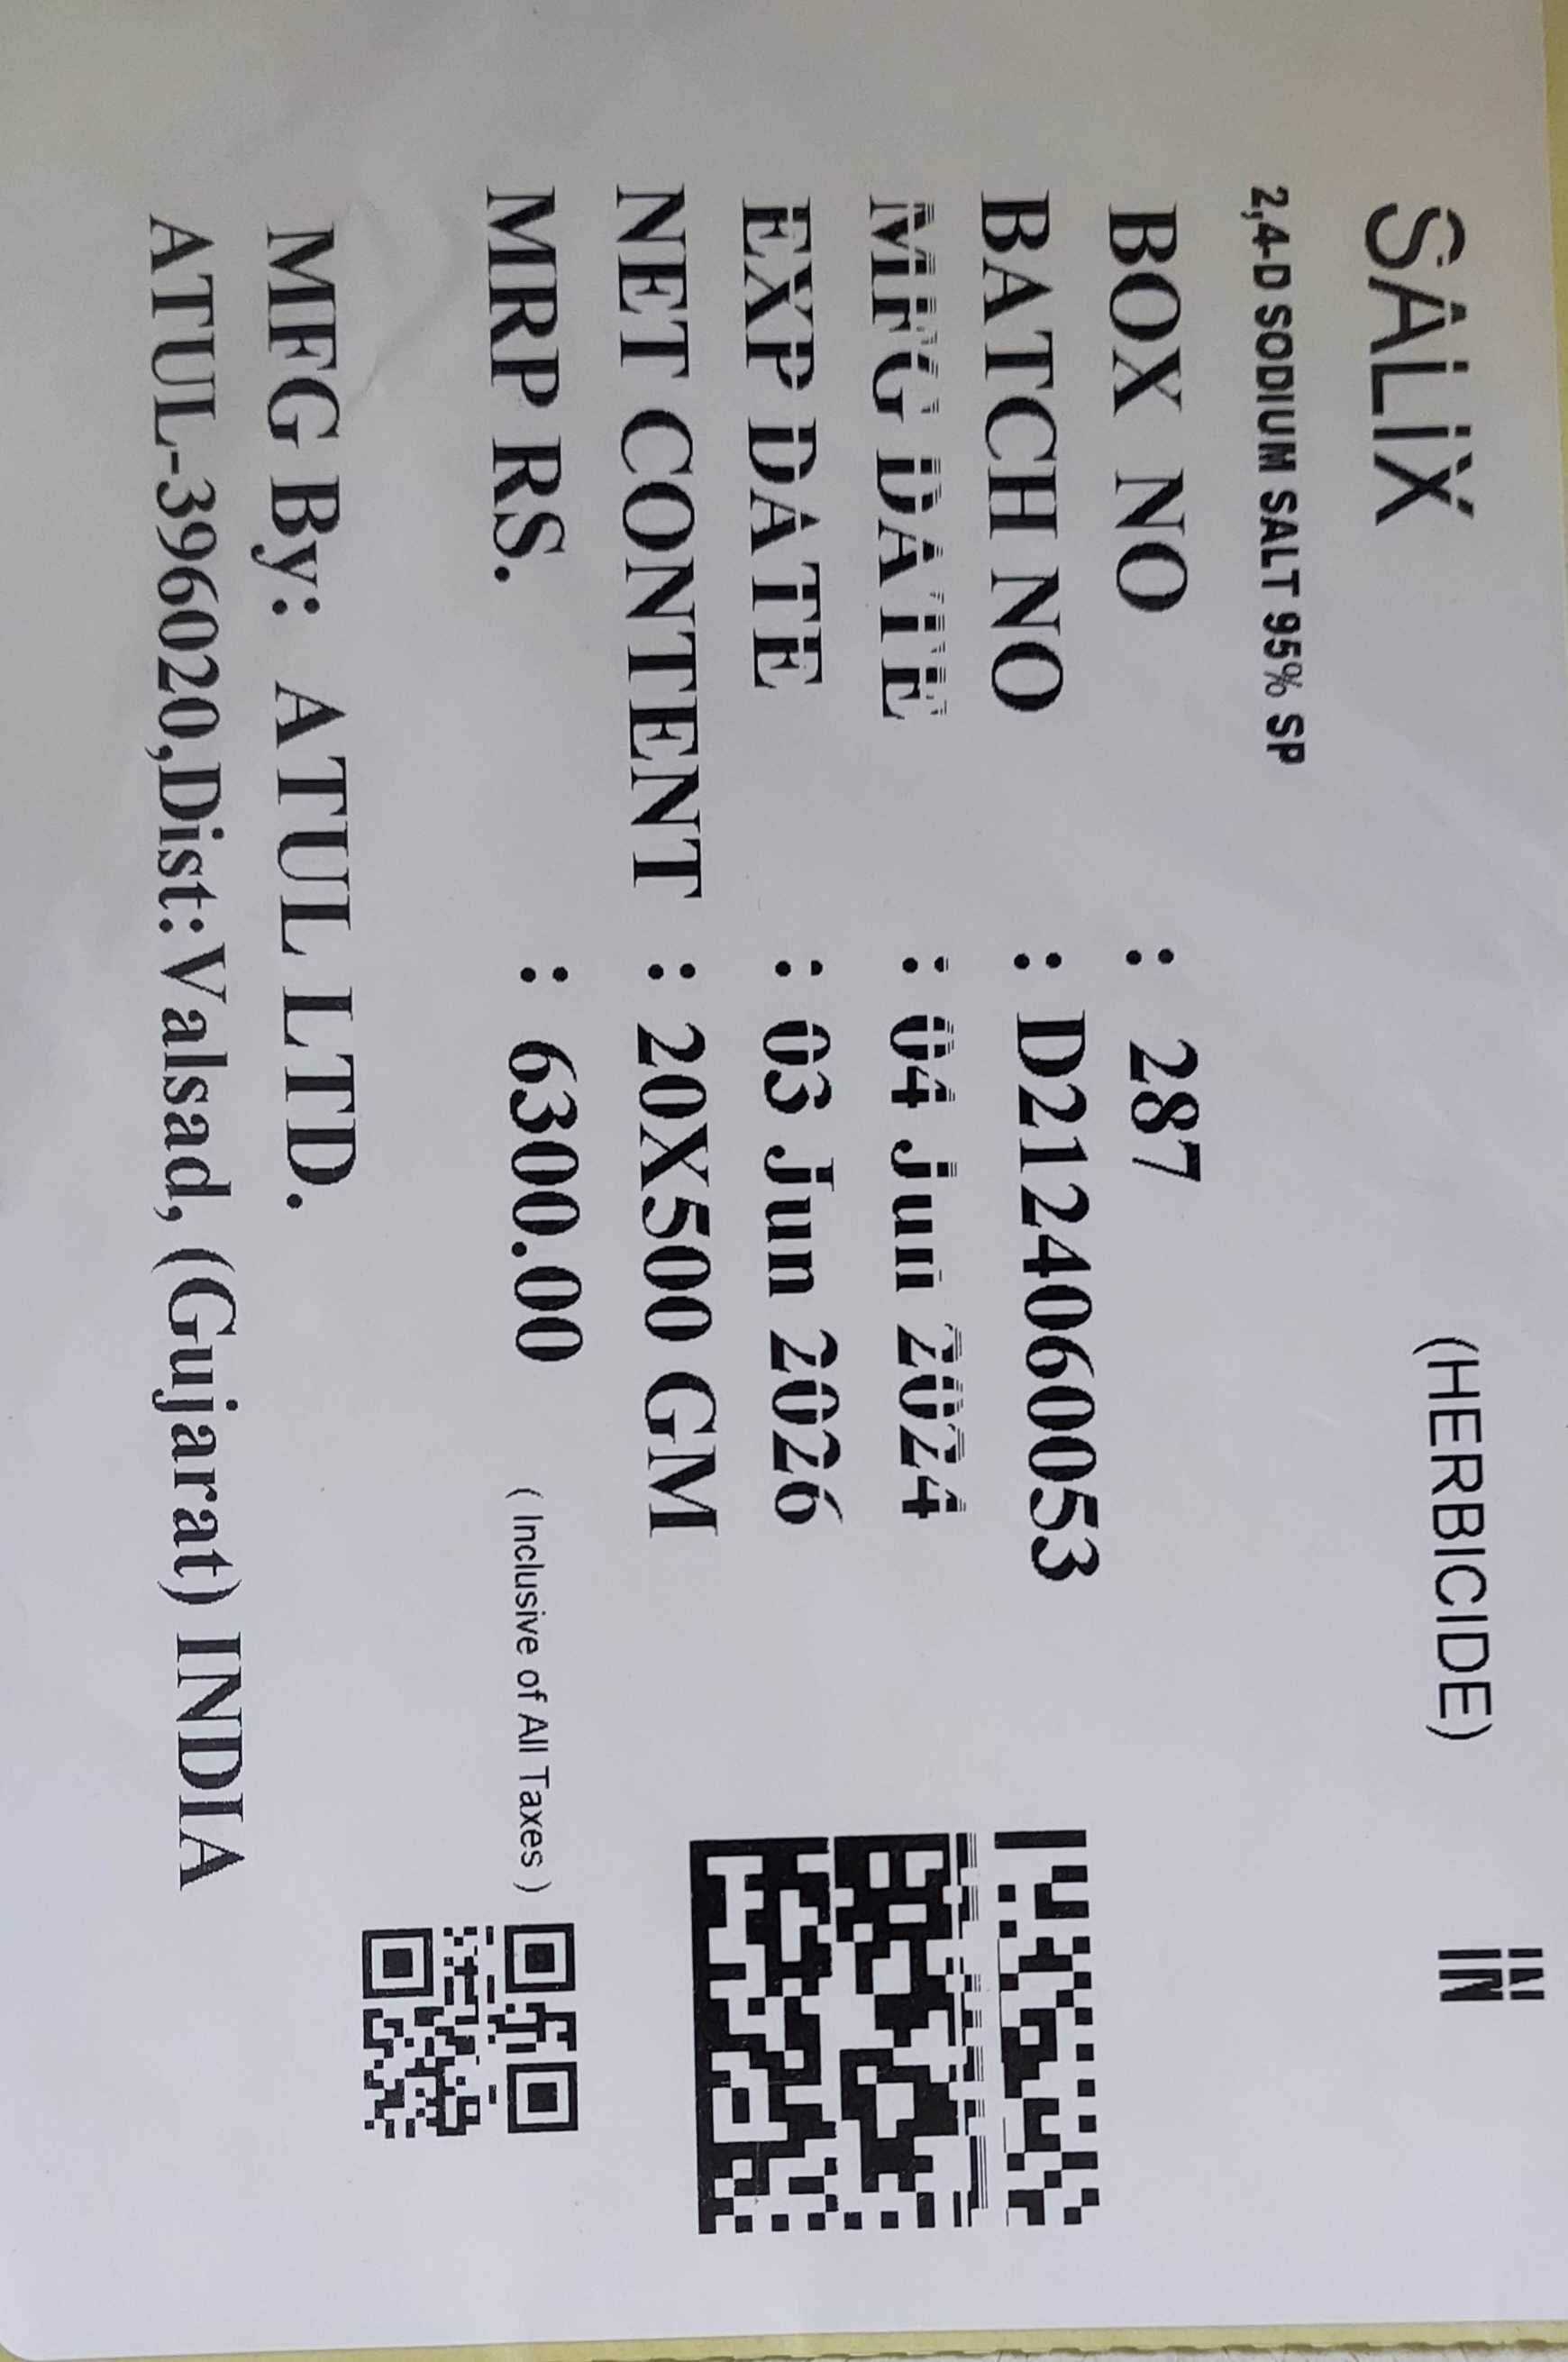 SALIX (HERBICIDE) IN
2,4-D SODIUM SALT 95% SP
BOX NO : 287
BATCH NO : D2124060053
MFG DATE : 04 Jun 2024
EXP DATE : 03 Jun 2026
NET CONTENT : 20X500 GM
MRP RS. : 6300.00 ( Inclusive of All Taxes )
MFG By: ATUL LTD.
ATUL-396020,Dist:Valsad, (Gujarat) INDIA